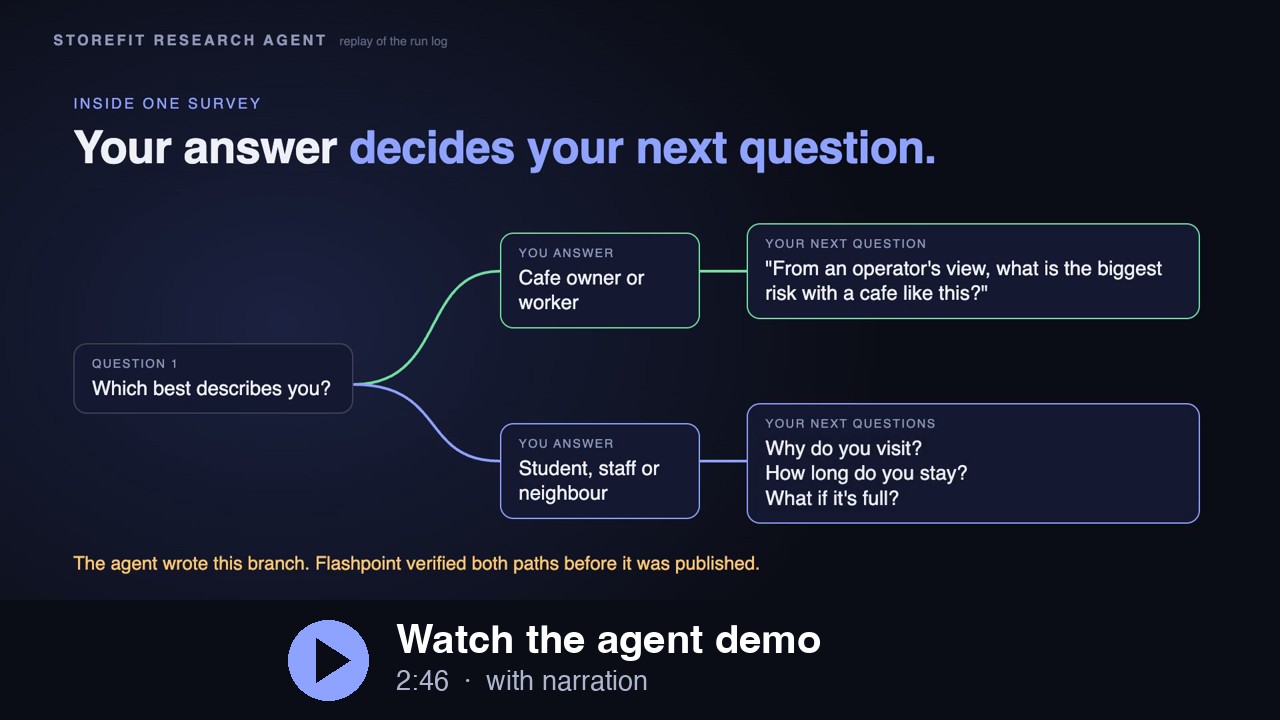 STOREFIT RESEARCH AGENT replay of the run log
INSIDE ONE SURVEY
Your answer decides your next question.
QUESTION 1
Which best describes you?
YOU ANSWER
Cafe owner or
worker
YOUR NEXT QUESTION
"From an operator's view, what is the biggest
risk with a cafe like this?"
YOU ANSWER
Student, staff or
neighbour
YOUR NEXT QUESTIONS
Why do you visit?
How long do you stay?
What if it's full?
The agent wrote this branch. Flashpoint verified both paths before it was published.
Watch the agent demo
2:46 · with narration